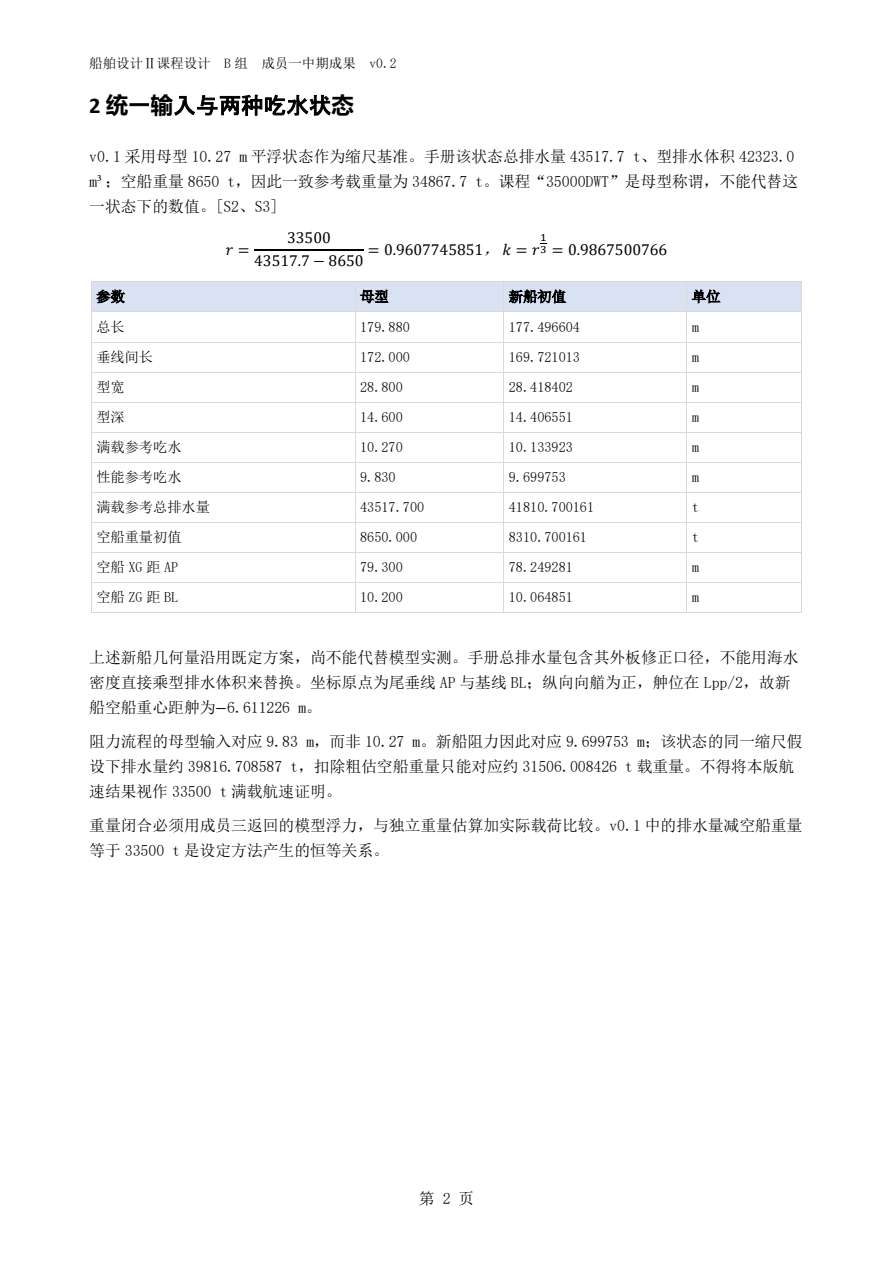 船舶设计Ⅱ课程设计　B 组　成员一中期成果　v0.2
2 统一输入与两种吃水状态
v0.1 采用母型 10.27 m 平浮状态作为缩尺基准。手册该状态总排水量 43517.7 t、型排水体积 42323.0
m³；空船重量 8650 t，因此一致参考载重量为 34867.7 t。课程“35000DWT”是母型称谓，不能代替这
一状态下的数值。[S2、S3]
r = 33500 / (43517.7 − 8650) = 0.9607745851， k = r^(1/3) = 0.9867500766
参数 母型 新船初值 单位
总长 179.880 177.496604 m
垂线间长 172.000 169.721013 m
型宽 28.800 28.418402 m
型深 14.600 14.406551 m
满载参考吃水 10.270 10.133923 m
性能参考吃水 9.830 9.699753 m
满载参考总排水量 43517.700 41810.700161 t
空船重量初值 8650.000 8310.700161 t
空船 XG 距 AP 79.300 78.249281 m
空船 ZG 距 BL 10.200 10.064851 m
上述新船几何量沿用既定方案，尚不能代替模型实测。手册总排水量包含其外板修正口径，不能用海水
密度直接乘型排水体积来替换。坐标原点为尾垂线 AP 与基线 BL；纵向向艏为正，舯位在 Lpp/2，故新
船空船重心距舯为−6.611226 m。
阻力流程的母型输入对应 9.83 m，而非 10.27 m。新船阻力因此对应 9.699753 m；该状态的同一缩尺假
设下排水量约 39816.708587 t，扣除粗估空船重量只能对应约 31506.008426 t 载重量。不得将本版航
速结果视作 33500 t 满载航速证明。
重量闭合必须用成员三返回的模型浮力，与独立重量估算加实际载荷比较。v0.1 中的排水量减空船重量
等于 33500 t 是设定方法产生的恒等关系。
第 2 页